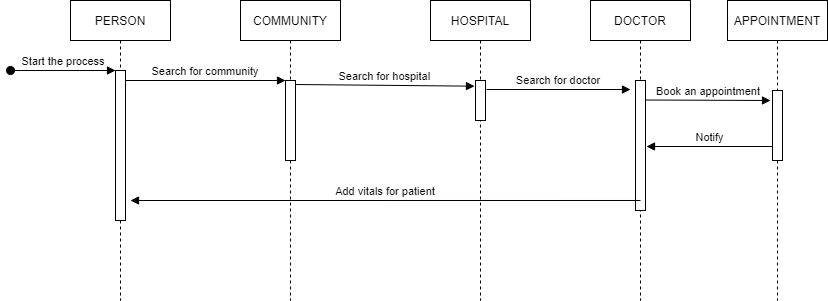 PERSON
COMMUNITY
HOSPITAL
DOCTOR
APPOINTMENT
Start the process
Search for community
Search for hospital
Search for doctor
Book an appointment
Notify
Add vitals for patient